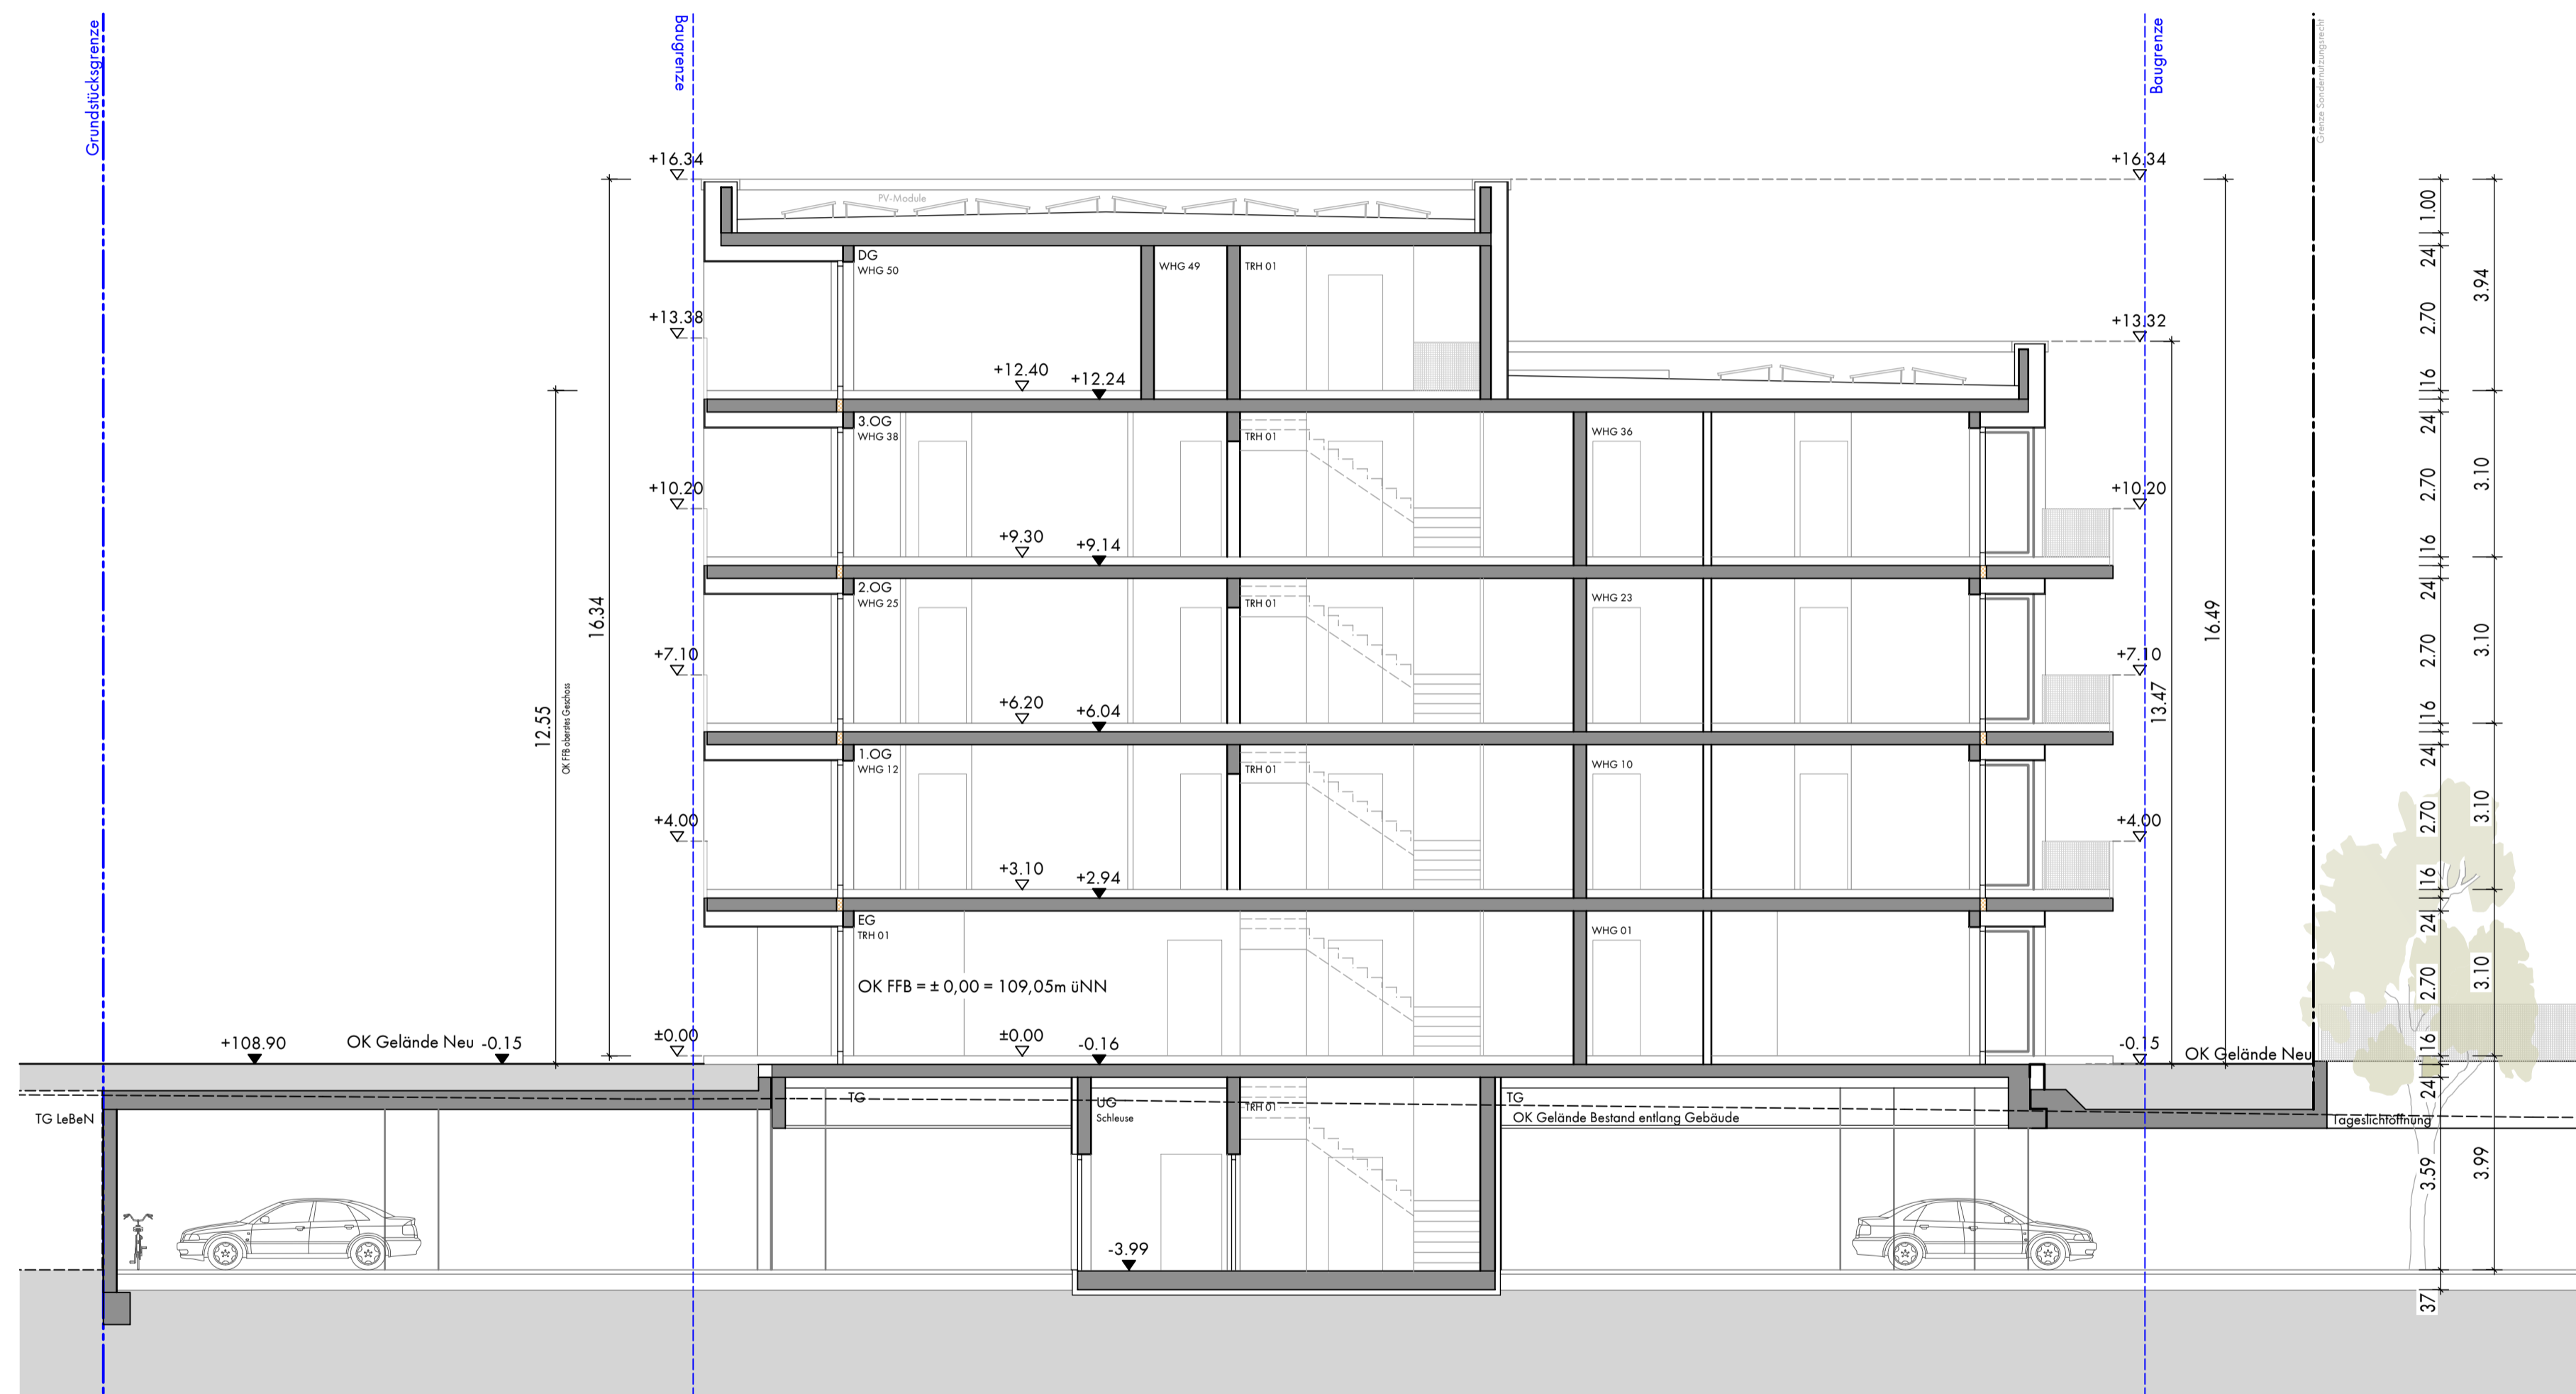 Grundstücksgrenze
Baugrenze
Baugrenze
Grenze Sondernutzungsrecht
+16.34
+16.34
PV-Module
DG
WHG 50
WHG 49
TRH 01
+13.38
+13.32
+12.40
+12.24
3.OG
WHG 38
TRH 01
WHG 36
+10.20
+10.20
+9.30
+9.14
2.OG
WHG 25
TRH 01
WHG 23
+7.10
+7.10
+6.20
+6.04
1.OG
WHG 12
TRH 01
WHG 10
+4.00
+4.00
+3.10
+2.94
EG
TRH 01
WHG 01
OK FFB = ± 0,00 = 109,05m üNN
±0.00
±0.00
-0.16
-0.15
+108.90
OK Gelände Neu -0.15
OK Gelände Neu
12.55
OK FFB oberstes Geschoss
16.34
13.47
16.49
TG LeBeN
TG
UG
Schleuse
TRH 01
TG
OK Gelände Bestand entlang Gebäude
Tageslichtöffnung
-3.99
1.00
24
2.70
16
24
2.70
16
24
2.70
16
24
2.70
16
24
2.70
16
24
3.59
37
3.94
3.10
3.10
3.10
3.10
3.99